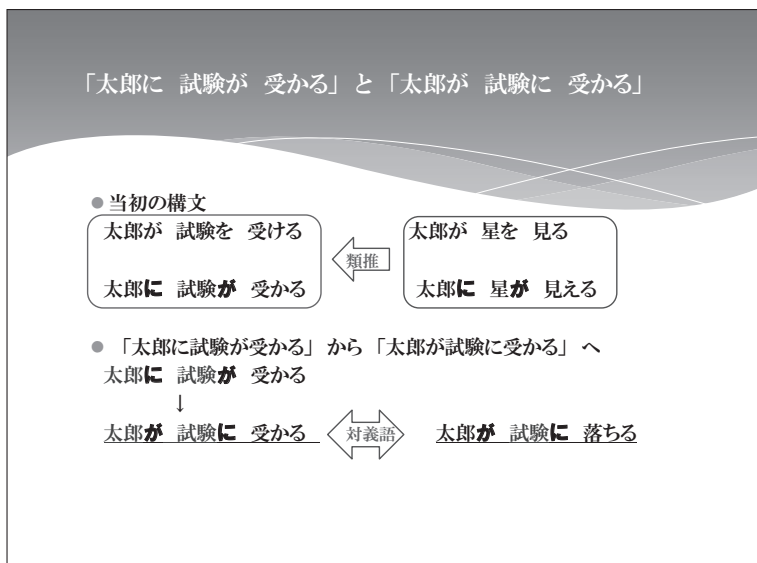 「太郎に 試験が 受かる」と「太郎が 試験に 受かる」
●当初の構文
太郎が 試験を 受ける
太郎に 試験が 受かる
類推
太郎が 星を 見る
太郎に 星が 見える
● 「太郎に試験が受かる」から「太郎が試験に受かる」へ
太郎に 試験が 受かる
↓
太郎が 試験に 受かる
対義語
太郎が 試験に 落ちる